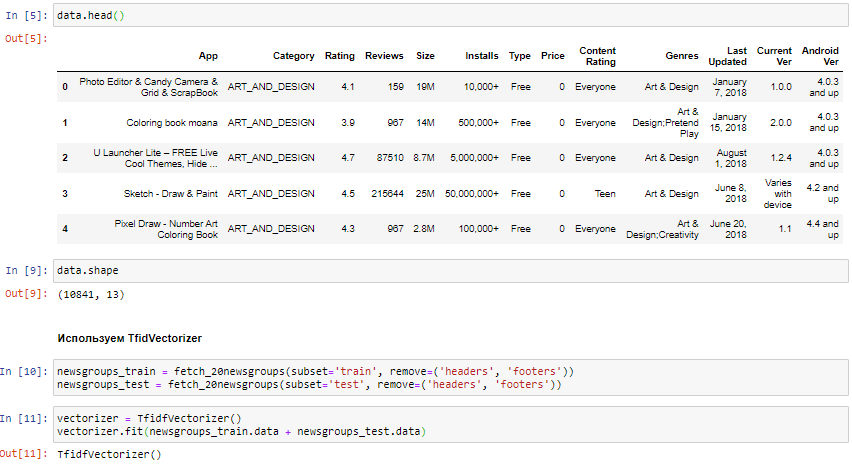 In [5]: data.head()
Out[5]:
App Category Rating Reviews Size Installs Type Price Content Rating Genres Last Updated Current Ver Android Ver
0 Photo Editor & Candy Camera & Grid & ScrapBook ART_AND_DESIGN 4.1 159 19M 10,000+ Free 0 Everyone Art & Design January 7, 2018 1.0.0 4.0.3 and up
1 Coloring book moana ART_AND_DESIGN 3.9 967 14M 500,000+ Free 0 Everyone Art & Design;Pretend Play January 15, 2018 2.0.0 4.0.3 and up
2 U Launcher Lite – FREE Live Cool Themes, Hide ... ART_AND_DESIGN 4.7 87510 8.7M 5,000,000+ Free 0 Everyone Art & Design August 1, 2018 1.2.4 4.0.3 and up
3 Sketch - Draw & Paint ART_AND_DESIGN 4.5 215644 25M 50,000,000+ Free 0 Teen Art & Design June 8, 2018 Varies with device 4.2 and up
4 Pixel Draw - Number Art Coloring Book ART_AND_DESIGN 4.3 967 2.8M 100,000+ Free 0 Everyone Art & Design;Creativity June 20, 2018 1.1 4.4 and up
In [9]: data.shape
Out[9]: (10841, 13)
Используем TfidVectorizer
In [10]: newsgroups_train = fetch_20newsgroups(subset='train', remove=('headers', 'footers'))
newsgroups_test = fetch_20newsgroups(subset='test', remove=('headers', 'footers'))
In [11]: vectorizer = TfidfVectorizer()
vectorizer.fit(newsgroups_train.data + newsgroups_test.data)
Out[11]: TfidfVectorizer()